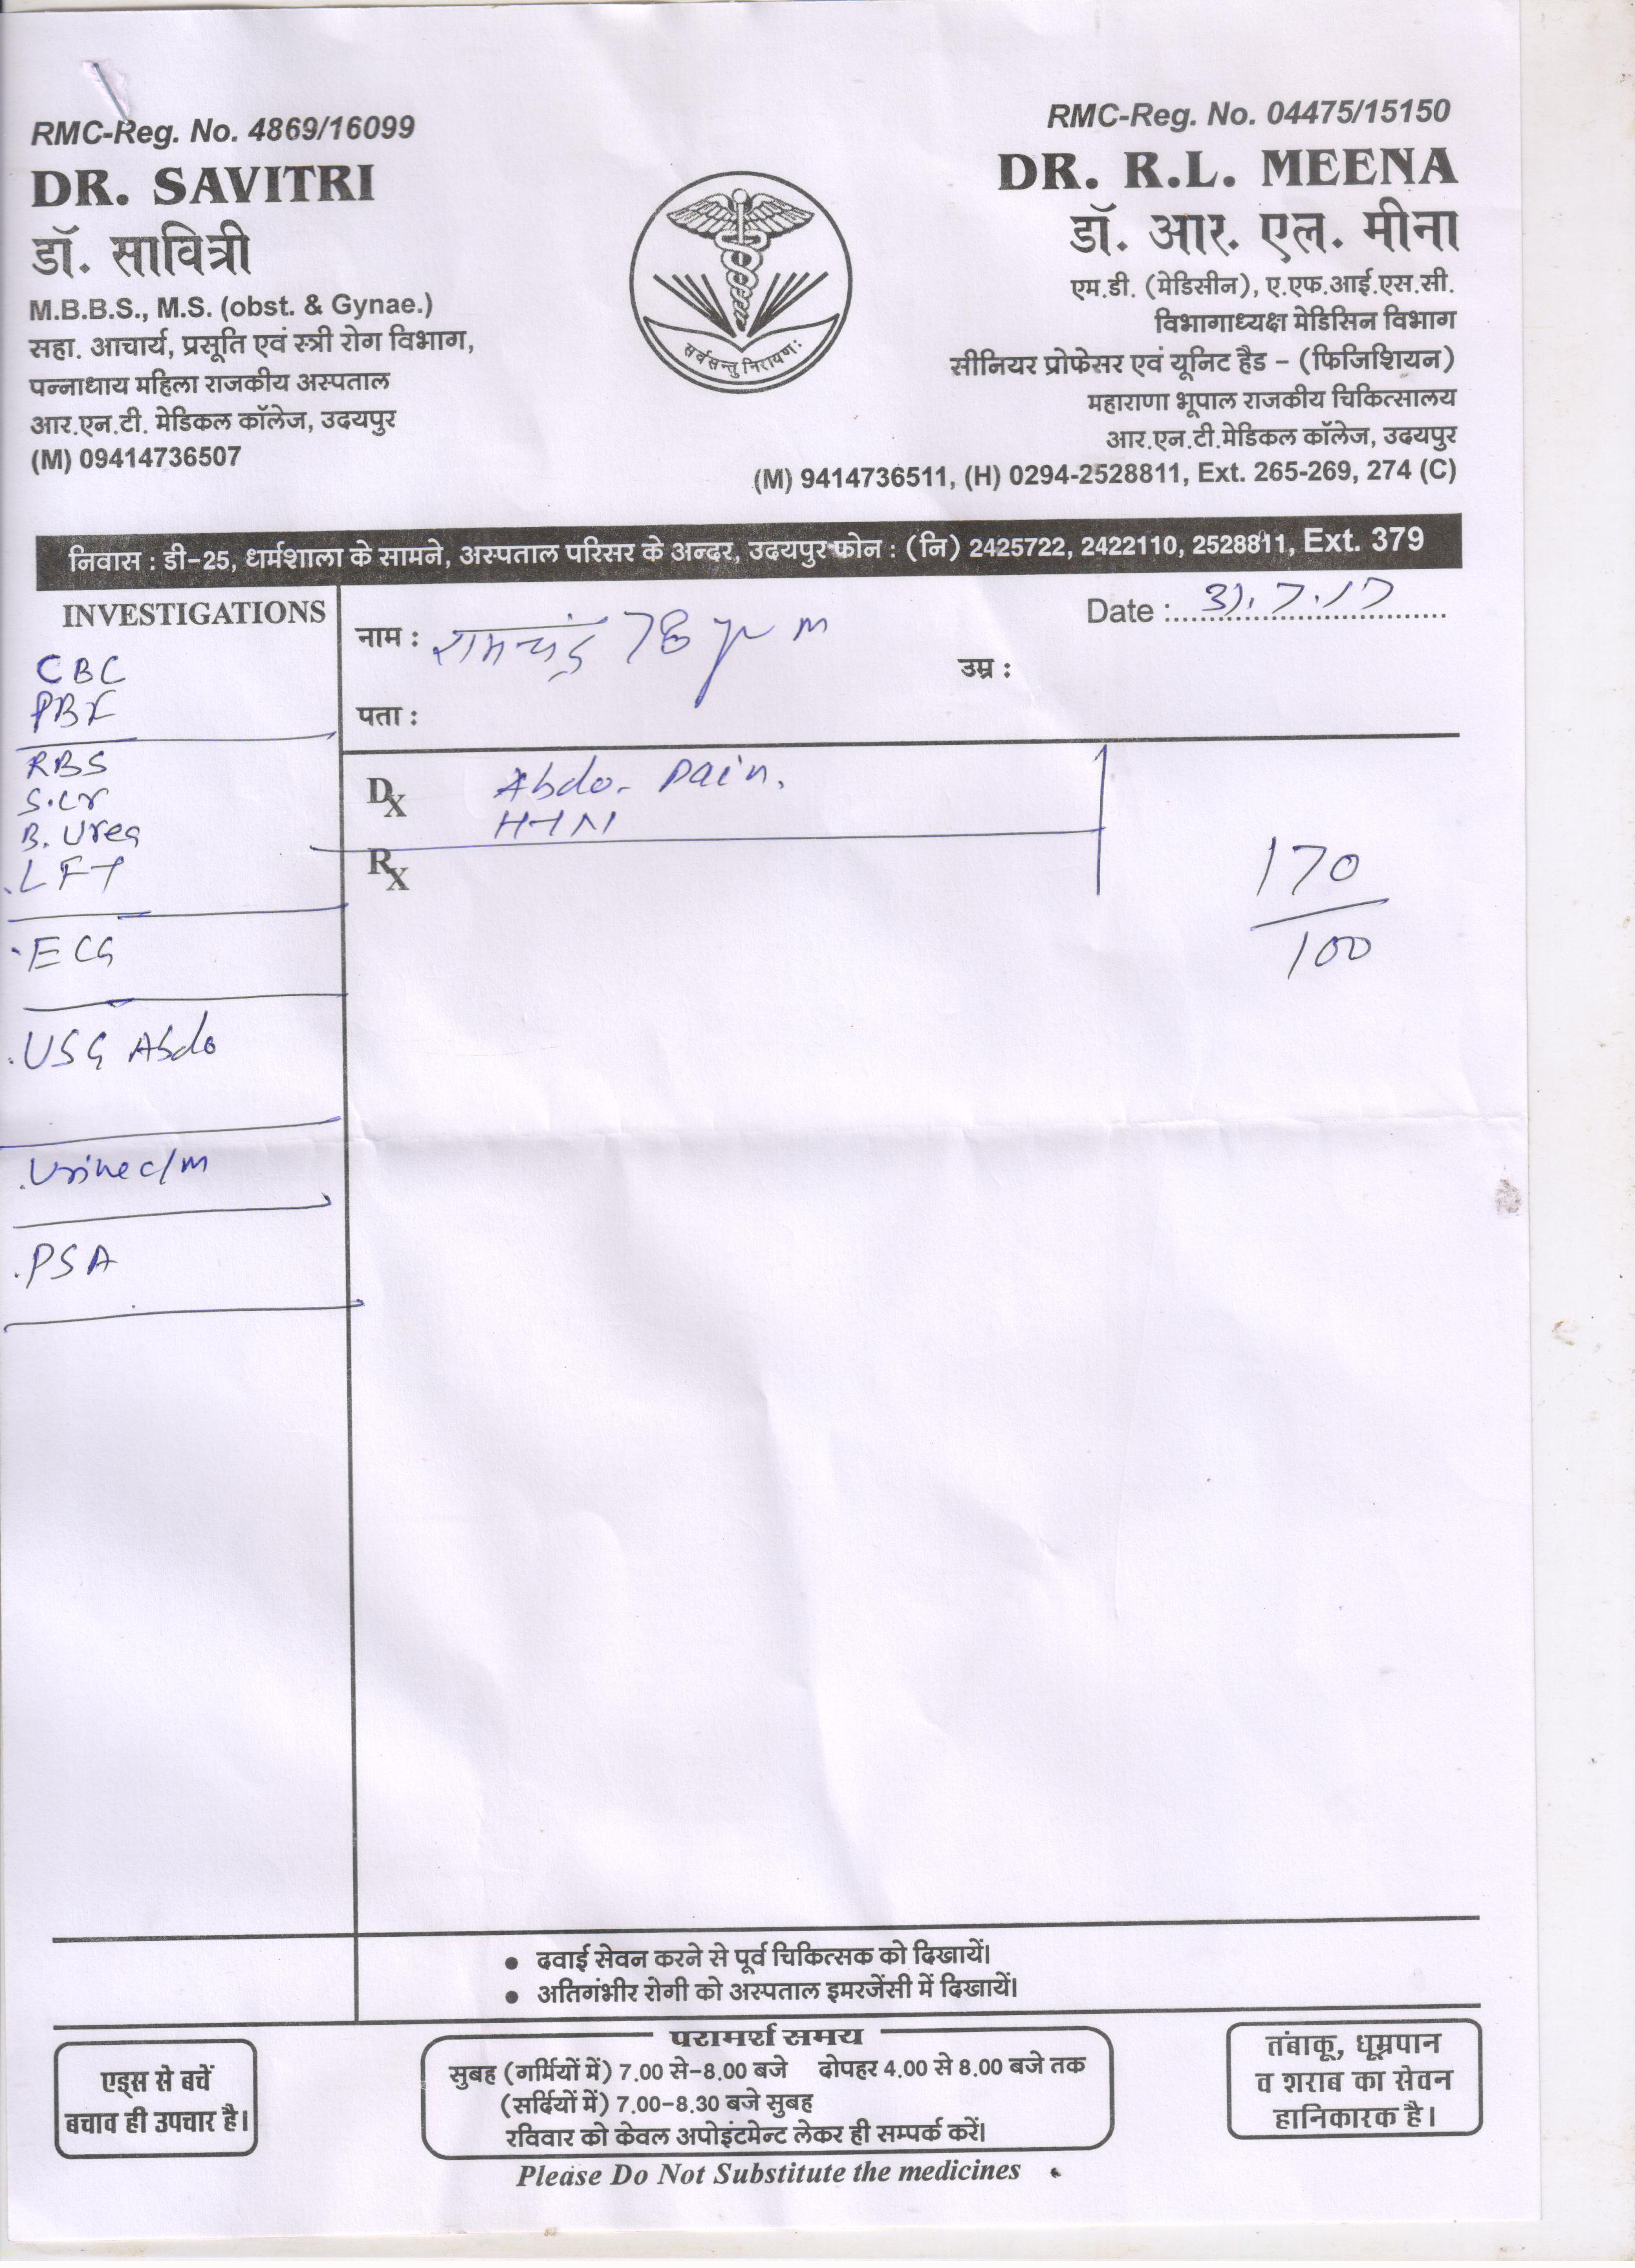 RMC-Reg. No. 4869/16099
DR. SAVITRI
डॉ. सावित्री
M.B.B.S., M.S. (obst. & Gynae.)
सहा. आचार्य, प्रसूति एवं स्त्री रोग विभाग,
पन्नाधाय महिला राजकीय अस्पताल
आर.एन.टी. मेडिकल कॉलेज, उदयपुर
(M) 09414736507
सर्वसन्तु निरायण:
RMC-Reg. No. 04475/15150
DR. R.L. MEENA
डॉ. आर. एल. मीना
एम.डी. (मेडिसीन), ए.एफ.आई.एस.सी.
विभागाध्यक्ष मेडिसिन विभाग
सीनियर प्रोफेसर एवं यूनिट हैड - (फिजिशियन)
महाराणा भूपाल राजकीय चिकित्सालय
आर.एन.टी.मेडिकल कॉलेज, उदयपुर
(M) 9414736511, (H) 0294-2528811, Ext. 265-269, 274 (C)
निवास : डी-25, धर्मशाला के सामने, अस्पताल परिसर के अन्दर, उदयपुर फोन : (नि) 2425722, 2422110, 2528811, Ext. 379
INVESTIGATIONS
CBC
PBF
RBS
S.Cr
B. Urea
LFT
ECG
USG Abdo
Urine c/m
PSA
नाम : रामचंद्र 78 yr m
Date : 31.7.17
उम्र :
पता :
Dx Abdo- Pain.
HTN
Rx
170
100
• दवाई सेवन करने से पूर्व चिकित्सक को दिखायें।
• अतिगंभीर रोगी को अस्पताल इमरजेंसी में दिखायें।
एड्स से बचें
बचाव ही उपचार है।
परामर्श समय
सुबह (गर्मियों में) 7.00 से-8.00 बजे दोपहर 4.00 से 8.00 बजे तक
(सर्दियों में) 7.00-8.30 बजे सुबह
रविवार को केवल अपोइंटमेन्ट लेकर ही सम्पर्क करें।
तंबाकू, धूम्रपान
व शराब का सेवन
हानिकारक है।
Please Do Not Substitute the medicines